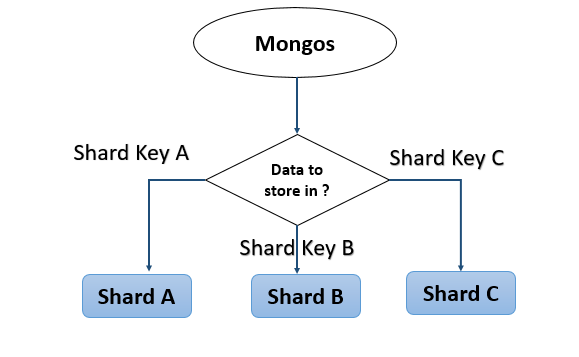 Mongos
Shard Key A
Shard Key C
Data to
store in ?
Shard Key B
Shard A
Shard B
Shard C